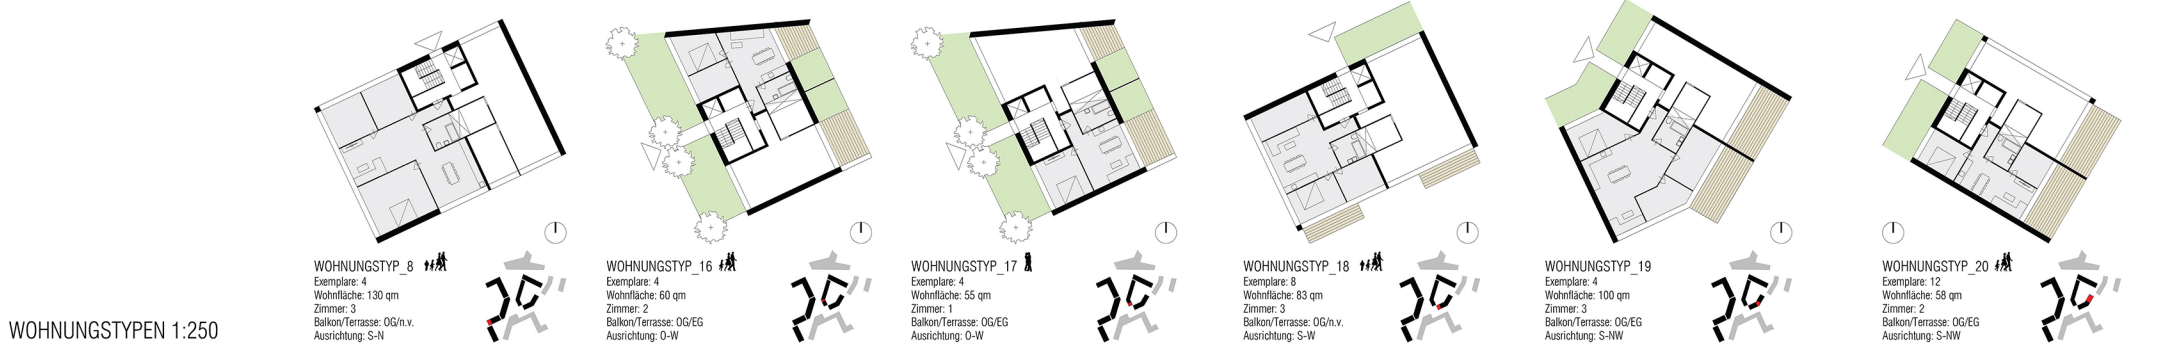 WOHNUNGSTYPEN 1:250
WOHNUNGSTYP_8
Exemplare: 4
Wohnfläche: 130 qm
Zimmer: 3
Balkon/Terrasse: OG/n.v.
Ausrichtung: S-N
WOHNUNGSTYP_16
Exemplare: 4
Wohnfläche: 60 qm
Zimmer: 2
Balkon/Terrasse: OG/EG
Ausrichtung: O-W
WOHNUNGSTYP_17
Exemplare: 4
Wohnfläche: 55 qm
Zimmer: 1
Balkon/Terrasse: OG/EG
Ausrichtung: O-W
WOHNUNGSTYP_18
Exemplare: 8
Wohnfläche: 83 qm
Zimmer: 3
Balkon/Terrasse: OG/n.v.
Ausrichtung: S-W
WOHNUNGSTYP_19
Exemplare: 4
Wohnfläche: 100 qm
Zimmer: 3
Balkon/Terrasse: OG/EG
Ausrichtung: S-NW
WOHNUNGSTYP_20
Exemplare: 12
Wohnfläche: 58 qm
Zimmer: 2
Balkon/Terrasse: OG/EG
Ausrichtung: S-NW